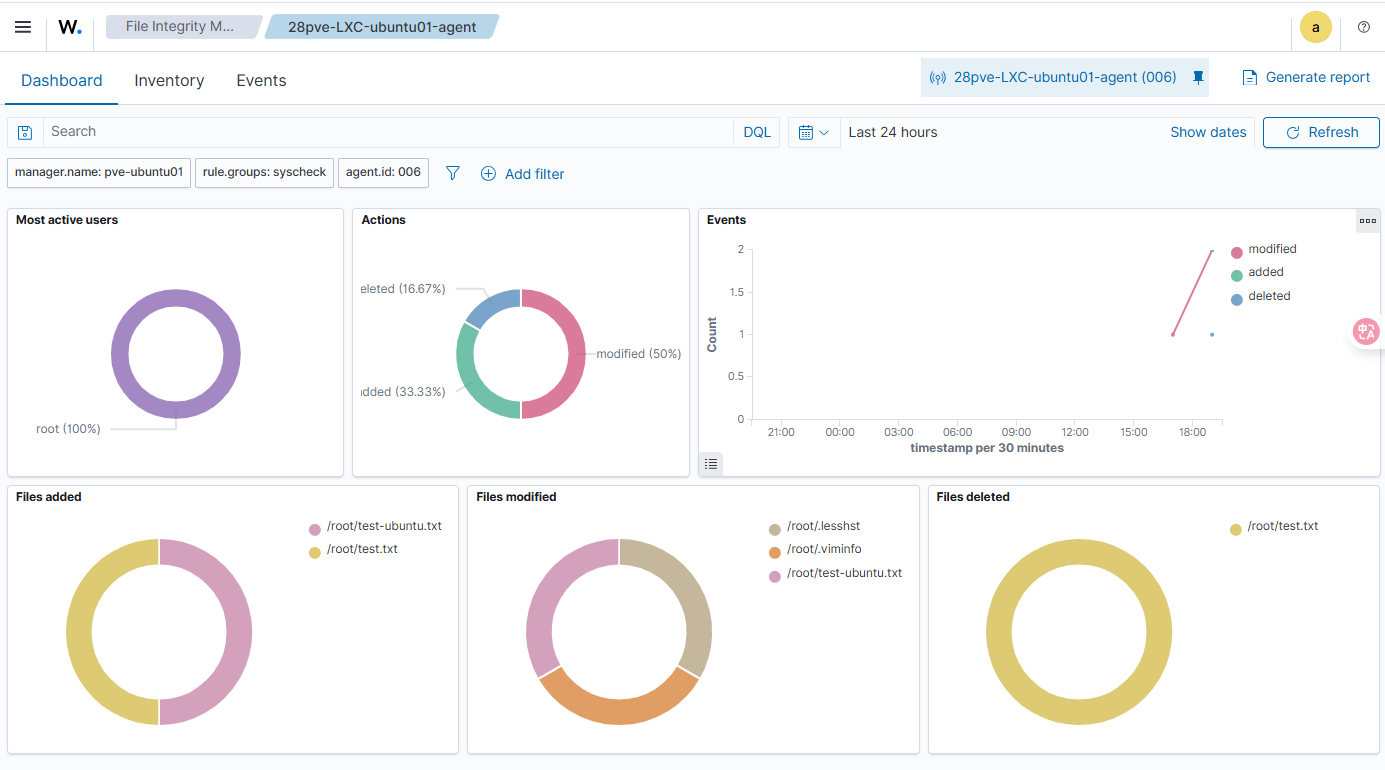 W.
File Integrity M...
28pve-LXC-ubuntu01-agent
a
Dashboard
Inventory
Events
28pve-LXC-ubuntu01-agent (006)
Generate report
Search
DQL
Last 24 hours
Show dates
Refresh
manager.name: pve-ubuntu01
rule.groups: syscheck
agent.id: 006
Add filter
Most active users
root (100%)
Actions
eleted (16.67%)
modified (50%)
dded (33.33%)
Events
Count
2
1.5
1
0.5
0
21:00
00:00
03:00
06:00
09:00
12:00
15:00
18:00
timestamp per 30 minutes
modified
added
deleted
中A
Files added
/root/test-ubuntu.txt
/root/test.txt
Files modified
/root/.lesshst
/root/.viminfo
/root/test-ubuntu.txt
Files deleted
/root/test.txt